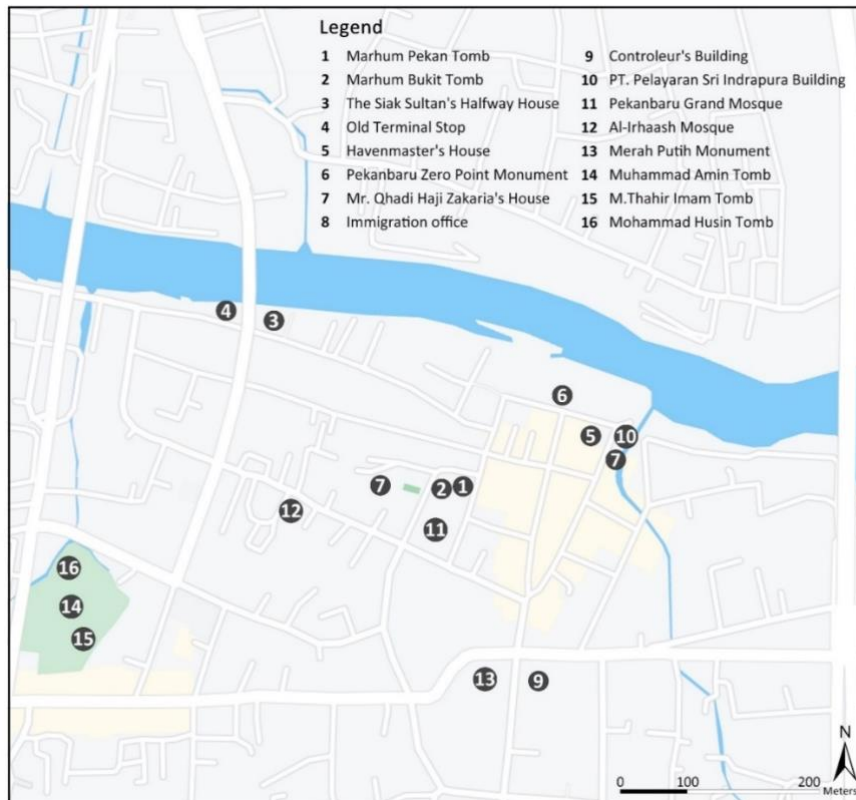 Legend
1 Marhum Pekan Tomb
2 Marhum Bukit Tomb
3 The Siak Sultan's Halfway House
4 Old Terminal Stop
5 Havenmaster's House
6 Pekanbaru Zero Point Monument
7 Mr. Qhadi Haji Zakaria's House
8 Immigration office
9 Controleur's Building
10 PT. Pelayaran Sri Indrapura Building
11 Pekanbaru Grand Mosque
12 Al-Irhaash Mosque
13 Merah Putih Monument
14 Muhammad Amin Tomb
15 M.Thahir Imam Tomb
16 Mohammad Husin Tomb
4 3
6
5 10
7
7 2 1
12
11
16
14
15
13 9
N
0 100 200
Meters